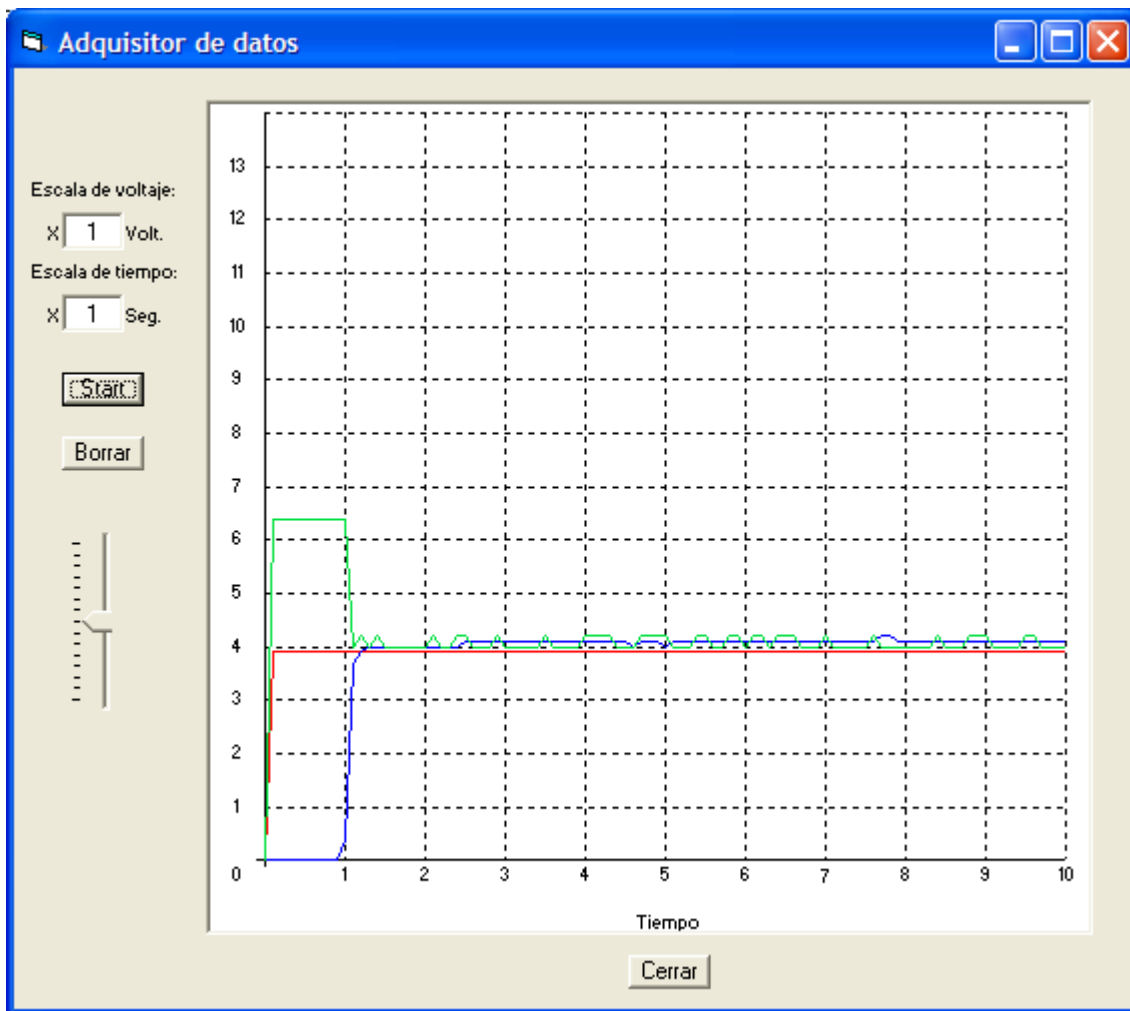 Adquisitor de datos
Escala de voltaje:
X 1 Volt.
Escala de tiempo:
X 1 Seg.
Start
Borrar
13
12
11
10
9
8
7
6
5
4
3
2
1
0 1 2 3 4 5 6 7 8 9 10
Tiempo
Cerrar